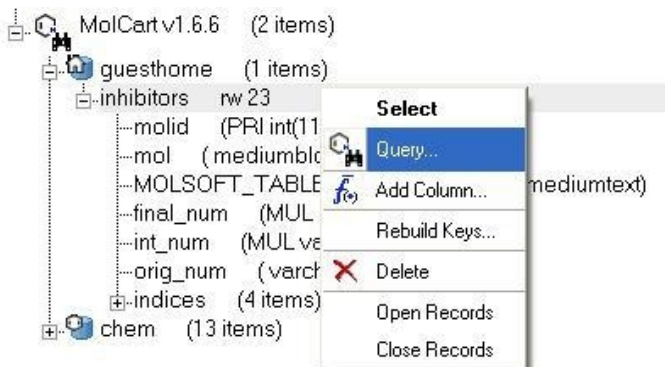 MolCart v1.6.6 (2 items)
guesthome (1 items)
inhibitors rw 23
molid (PRI int(11
mol (mediumblo
MOLSOFT_TABLE mediumtext)
final_num (MUL
int_num (MUL va
orig_num (varch
indices (4 items)
chem (13 items)
Select
Query...
Add Column...
Rebuild Keys...
Delete
Open Records
Close Records